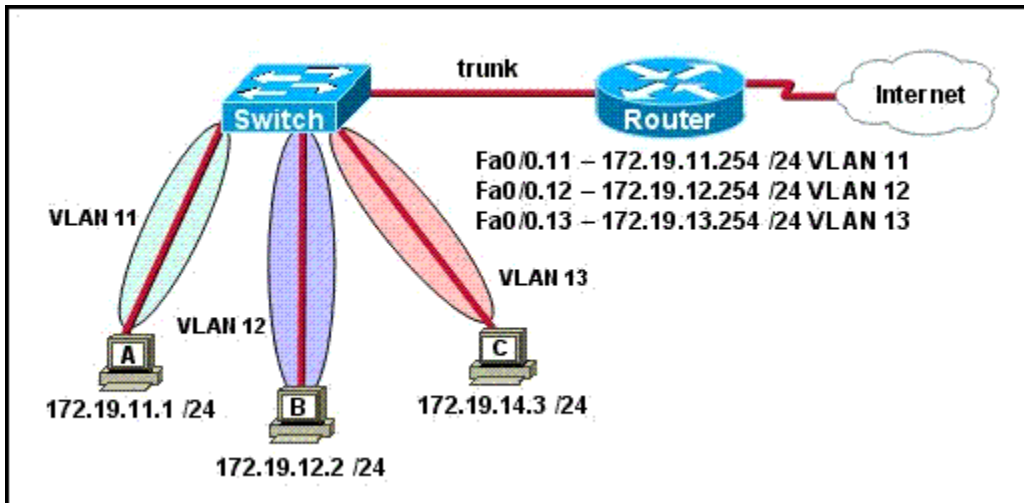 trunk
Switch
Router
Internet
Fa0/0.11 – 172.19.11.254 /24 VLAN 11
Fa0/0.12 – 172.19.12.254 /24 VLAN 12
Fa0/0.13 – 172.19.13.254 /24 VLAN 13
VLAN 11
VLAN 12
VLAN 13
A
B
C
172.19.11.1 /24
172.19.12.2 /24
172.19.14.3 /24